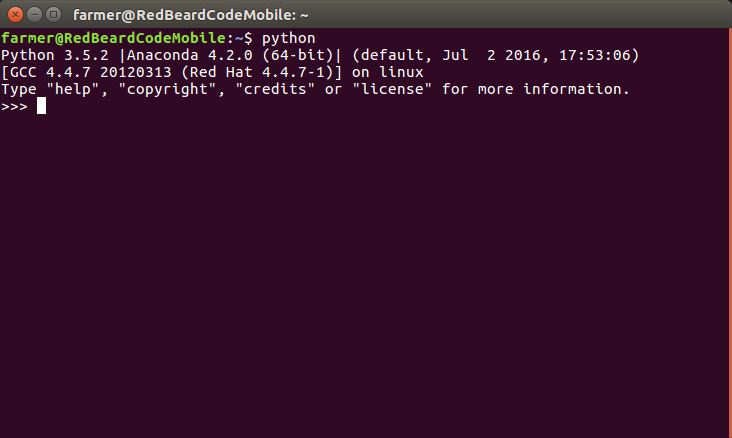 farmer@RedBeardCodeMobile: ~
farmer@RedBeardCodeMobile:~$ python
Python 3.5.2 |Anaconda 4.2.0 (64-bit)| (default, Jul  2 2016, 17:53:06)
[GCC 4.4.7 20120313 (Red Hat 4.4.7-1)] on linux
Type "help", "copyright", "credits" or "license" for more information.
>>>